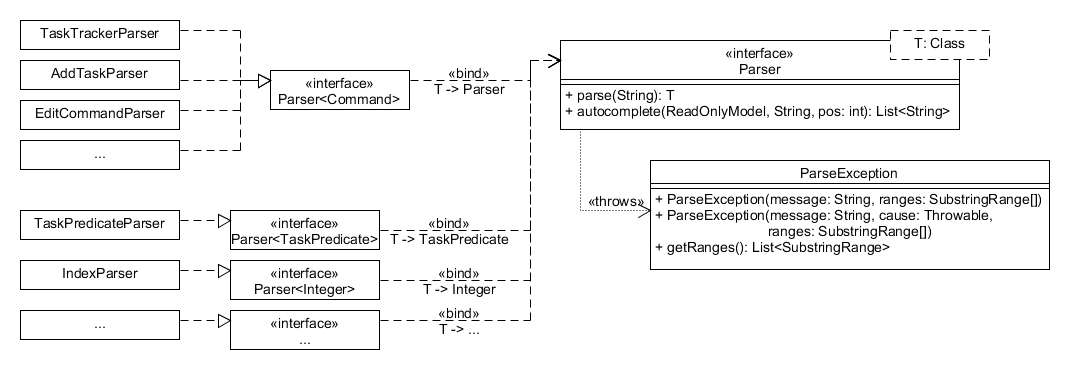 TaskTrackerParser
AddTaskParser
EditCommandParser
...
«interface»
Parser<Command>
«bind»
T -> Parser
T: Class
«interface»
Parser
+ parse(String): T
+ autocomplete(ReadOnlyModel, String, pos: int): List<String>
«throws»
ParseException
+ ParseException(message: String, ranges: SubstringRange[])
+ ParseException(message: String, cause: Throwable,
ranges: SubstringRange[])
+ getRanges(): List<SubstringRange>
TaskPredicateParser
«interface»
Parser<TaskPredicate>
«bind»
T -> TaskPredicate
IndexParser
«interface»
Parser<Integer>
«bind»
T -> Integer
...
«interface»
...
«bind»
T -> ...